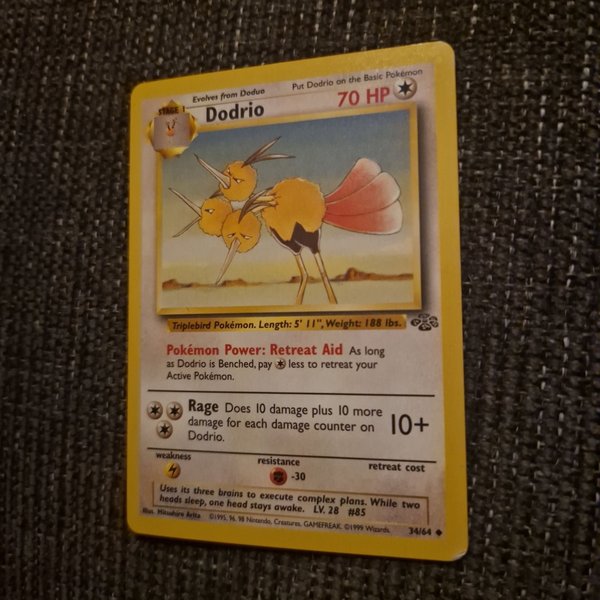 Evolves from Doduo Put Dodrio on the Basic Pokémon
STAGE 1 Dodrio 70 HP
Triplebird Pokémon. Length: 5' 11", Weight: 188 lbs.
Pokémon Power: Retreat Aid As long
as Dodrio is Benched, pay less to retreat your
Active Pokémon.
Rage Does 10 damage plus 10 more
damage for each damage counter on
Dodrio.
10+
weakness resistance retreat cost
-30
Uses its three brains to execute complex plans. While two
heads sleep, one head stays awake. LV. 28 #85
Illus. Mitsuhiro Arita ©1995, 96, 98 Nintendo, Creatures, GAMEFREAK. ©1999 Wizards. 34/64